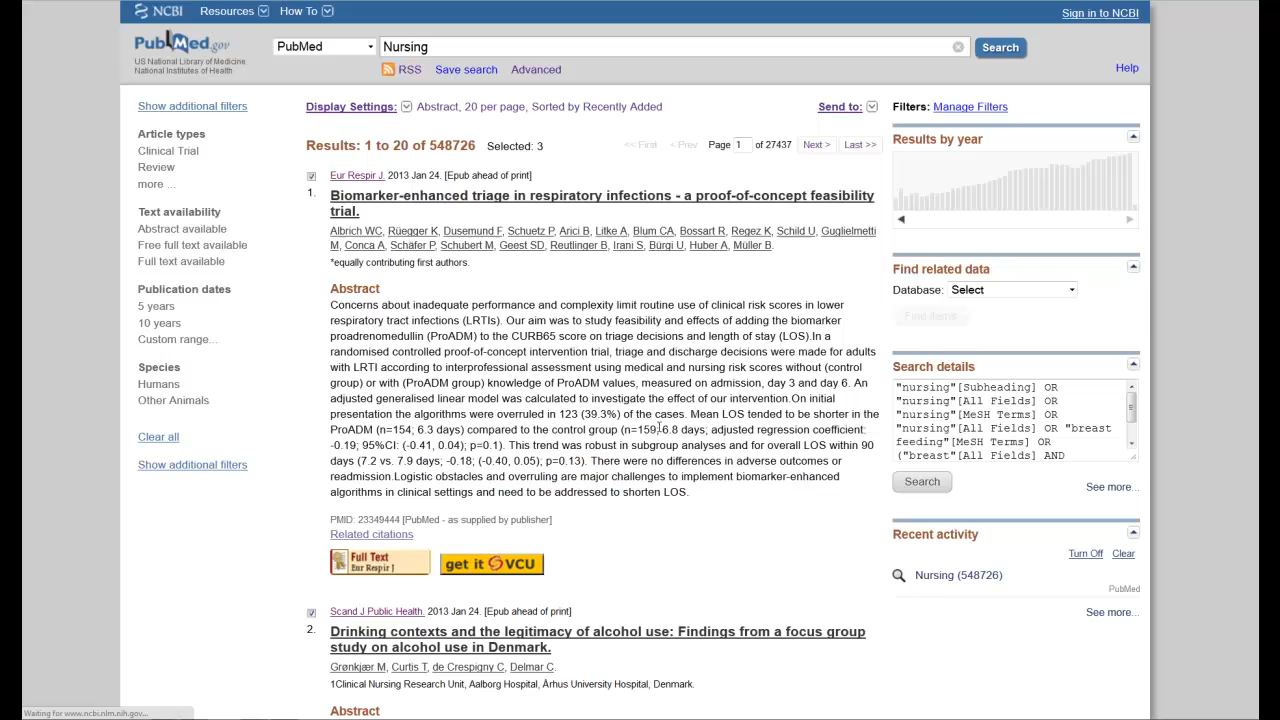 NCBI Resources How To Sign in to NCBI
PubMed.gov
US National Library of Medicine
National Institutes of Health
PubMed Nursing Search
RSS Save search Advanced Help
Show additional filters
Article types
Clinical Trial
Review
more ...
Text availability
Abstract available
Free full text available
Full text available
Publication dates
5 years
10 years
Custom range...
Species
Humans
Other Animals
Clear all
Show additional filters
Display Settings: Abstract, 20 per page, Sorted by Recently Added Send to:
Results: 1 to 20 of 548726 Selected: 3 << First < Prev Page 1 of 27437 Next > Last >>
Eur Respir J. 2013 Jan 24. [Epub ahead of print]
1. Biomarker-enhanced triage in respiratory infections - a proof-of-concept feasibility
trial.
Albrich WC, Rüegger K, Dusemund F, Schuetz P, Arici B, Litke A, Blum CA, Bossart R, Regez K, Schild U, Guglielmetti
M, Conca A, Schäfer P, Schubert M, Geest SD, Reutlinger B, Irani S, Bürgi U, Huber A, Müller B.
*equally contributing first authors.
Abstract
Concerns about inadequate performance and complexity limit routine use of clinical risk scores in lower
respiratory tract infections (LRTIs). Our aim was to study feasibility and effects of adding the biomarker
proadrenomedullin (ProADM) to the CURB65 score on triage decisions and length of stay (LOS).In a
randomised controlled proof-of-concept intervention trial, triage and discharge decisions were made for adults
with LRTI according to interprofessional assessment using medical and nursing risk scores without (control
group) or with (ProADM group) knowledge of ProADM values, measured on admission, day 3 and day 6. An
adjusted generalised linear model was calculated to investigate the effect of our intervention.On initial
presentation the algorithms were overruled in 123 (39.3%) of the cases. Mean LOS tended to be shorter in the
ProADM (n=154; 6.3 days) compared to the control group (n=159; 6.8 days; adjusted regression coefficient:
-0.19; 95%CI: (-0.41, 0.04); p=0.1). This trend was robust in subgroup analyses and for overall LOS within 90
days (7.2 vs. 7.9 days; -0.18; (-0.40, 0.05); p=0.13). There were no differences in adverse outcomes or
readmission.Logistic obstacles and overruling are major challenges to implement biomarker-enhanced
algorithms in clinical settings and need to be addressed to shorten LOS.
PMID: 23349444 [PubMed - as supplied by publisher]
Related citations
Full Text
Eur Respir J
get it VCU
Scand J Public Health. 2013 Jan 24. [Epub ahead of print]
2. Drinking contexts and the legitimacy of alcohol use: Findings from a focus group
study on alcohol use in Denmark.
Grønkjær M, Curtis T, de Crespigny C, Delmar C.
1Clinical Nursing Research Unit, Aalborg Hospital, Århus University Hospital, Denmark.
Abstract
Filters: Manage Filters
Results by year
Find related data
Database: Select
Find items
Search details
"nursing"[Subheading] OR
"nursing"[All Fields] OR
"nursing"[MeSH Terms] OR
"nursing"[All Fields] OR "breast
feeding"[MeSH Terms] OR
("breast"[All Fields] AND
Search
See more...
Recent activity
Turn Off Clear
Nursing (548726)
PubMed
See more...
Waiting for www.ncbi.nlm.nih.gov...